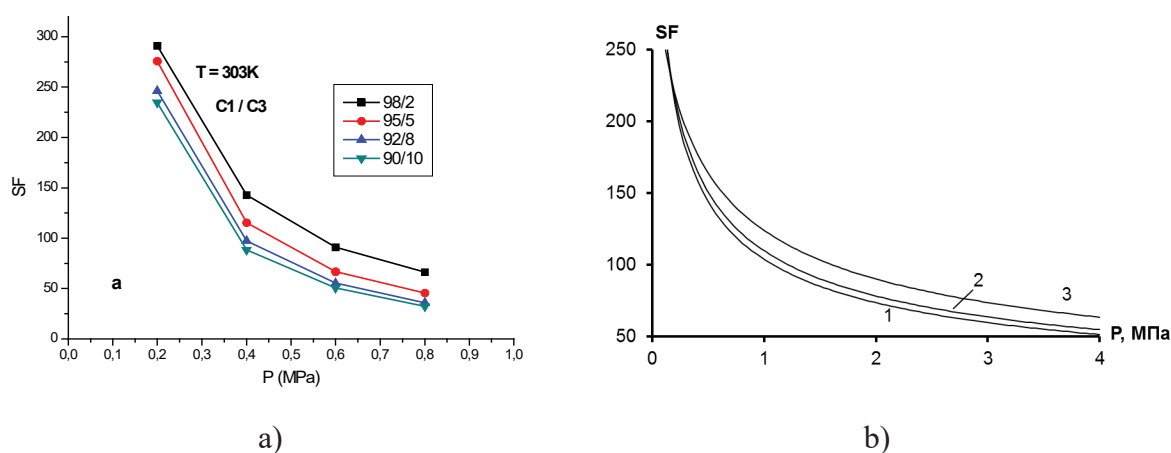 300
250
200
150
100
50
0
SF
T = 303K
C1 / C3
98/2
95/5
92/8
90/10
a
0,0 0,1 0,2 0,3 0,4 0,5 0,6 0,7 0,8 0,9 1,0
P (MPa)
a)
SF
250
200
150
100
50
1
2
3
P, МПа
0 1 2 3 4
b)